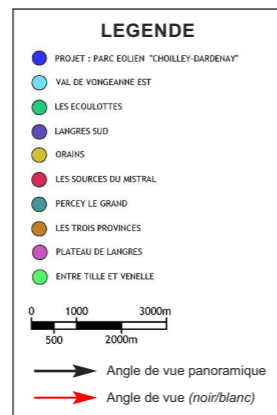 LEGENDE
PROJET : PARC EOLIEN "CHOILLEY-DARDENAY"
VAL DE VONGEANNE EST
LES ECOULOTTES
LANGRES SUD
ORAINS
LES SOURCES DU MISTRAL
PERCEY LE GRAND
LES TROIS PROVINCES
PLATEAU DE LANGRES
ENTRE TILLE ET VENELLE
0 1000 3000m
500 2000m
Angle de vue panoramique
Angle de vue (noir/blanc)